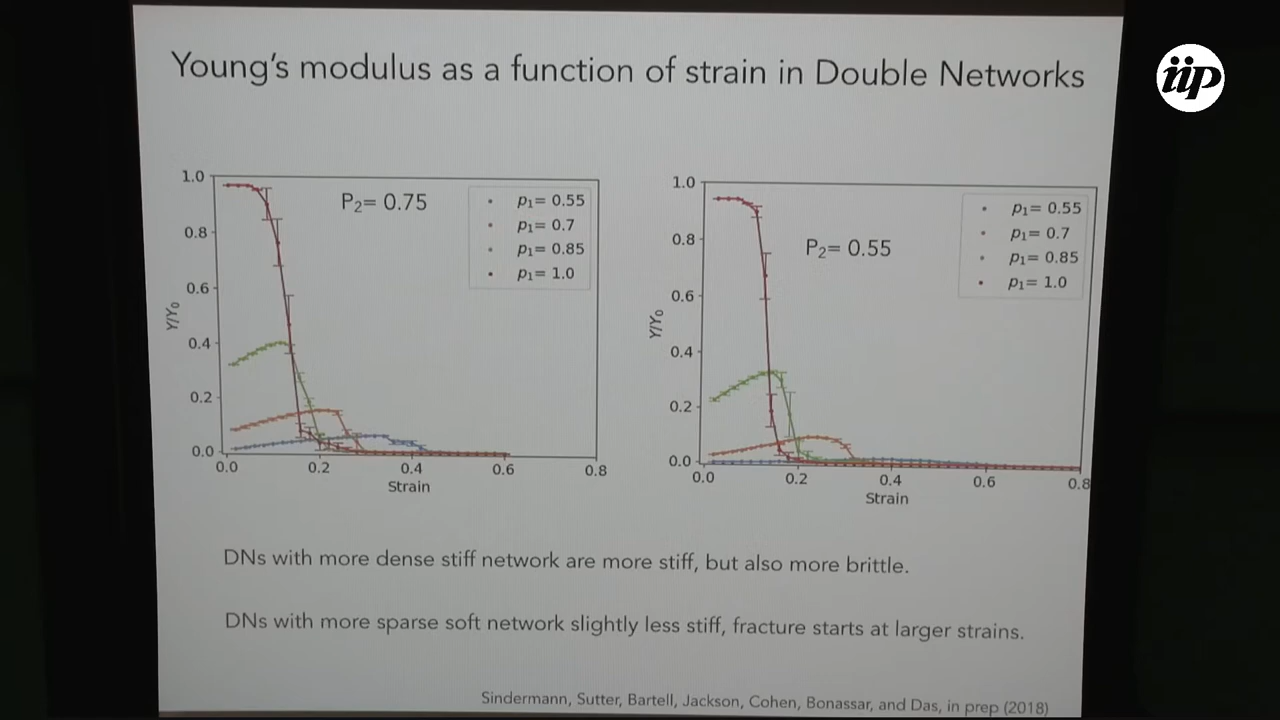 Young's modulus as a function of strain in Double Networks
iip
1.0
0.8
0.6
0.4
0.2
0.0
Y/Y₀
P₂= 0.75
p₁= 0.55
p₁= 0.7
p₁= 0.85
p₁= 1.0
0.0 0.2 0.4 0.6 0.8
Strain
1.0
0.8
0.6
0.4
0.2
0.0
Y/Y₀
P₂= 0.55
p₁= 0.55
p₁= 0.7
p₁= 0.85
p₁= 1.0
0.0 0.2 0.4 0.6 0.8
Strain
DNs with more dense stiff network are more stiff, but also more brittle.
DNs with more sparse soft network slightly less stiff, fracture starts at larger strains.
Sindermann, Sutter, Bartell, Jackson, Cohen, Bonassar, and Das, in prep (2018)